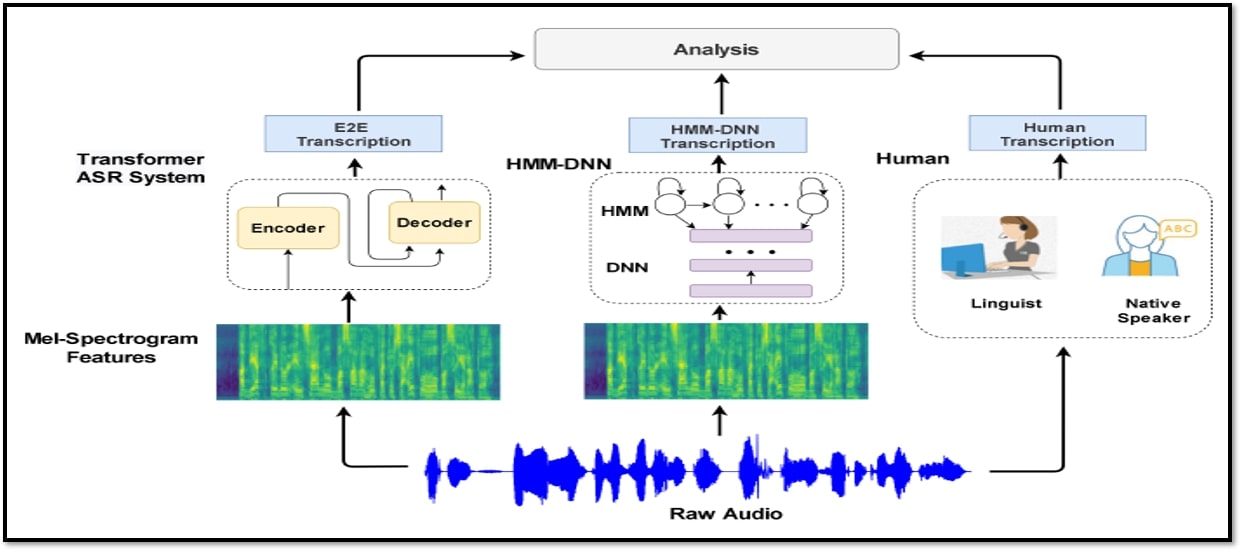 Analysis
E2E
Transcription
HMM-DNN
Transcription
Human
Transcription
Transformer
ASR System
HMM-DNN
Human
Encoder
Decoder
HMM
DNN
ABC
Linguist
Native
Speaker
Mel-Spectrogram
Features
Raw Audio